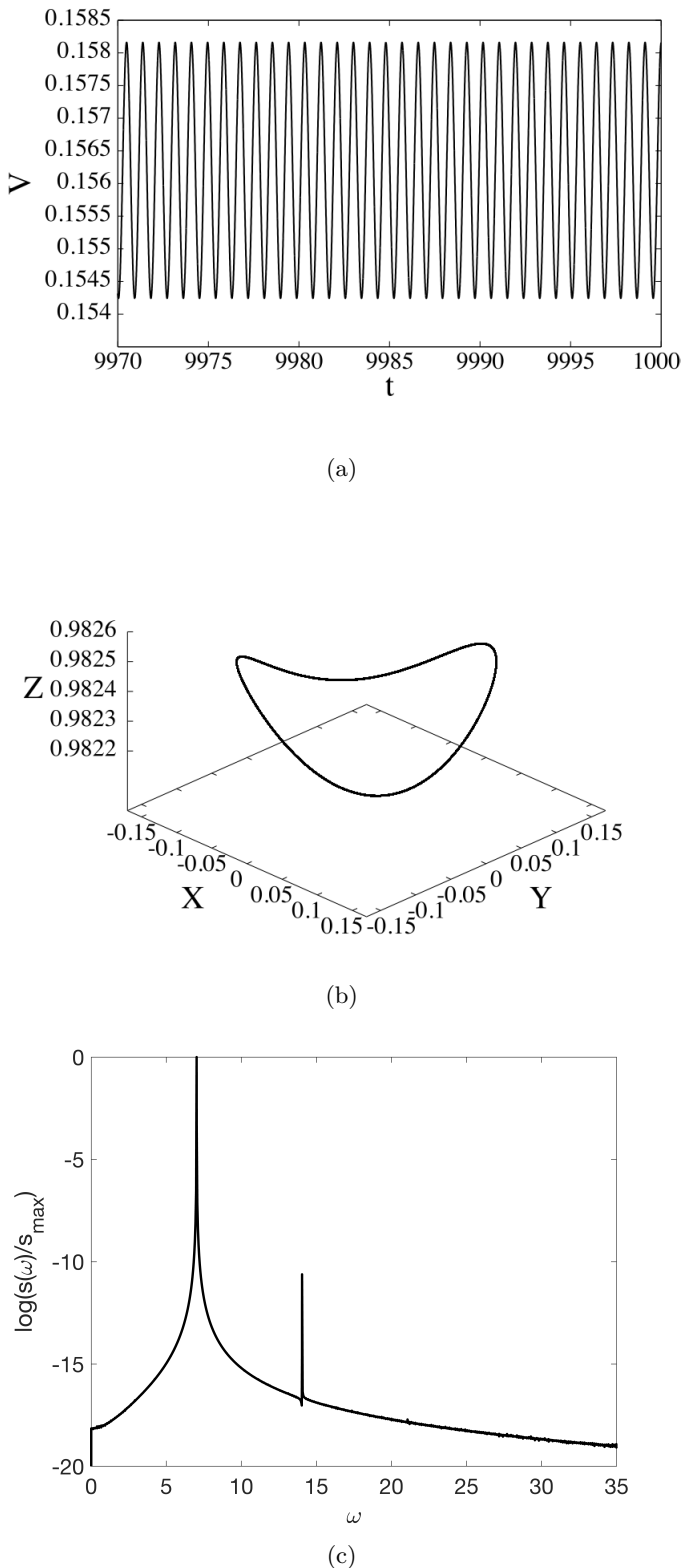 0.1585
0.158
0.1575
0.157
0.1565
0.156
0.1555
0.155
0.1545
0.154
V
9970 9975 9980 9985 9990 9995 1000
t
(a)
0.9826
0.9825
0.9824
0.9823
0.9822
Z
-0.15 -0.1 -0.05 0 0.05 0.1 0.15
X
-0.15 -0.1 -0.05 0 0.05 0.1 0.15
Y
(b)
0
-5
-10
-15
-20
log(s(ω)/s_max)
0 5 10 15 20 25 30 35
ω
(c)